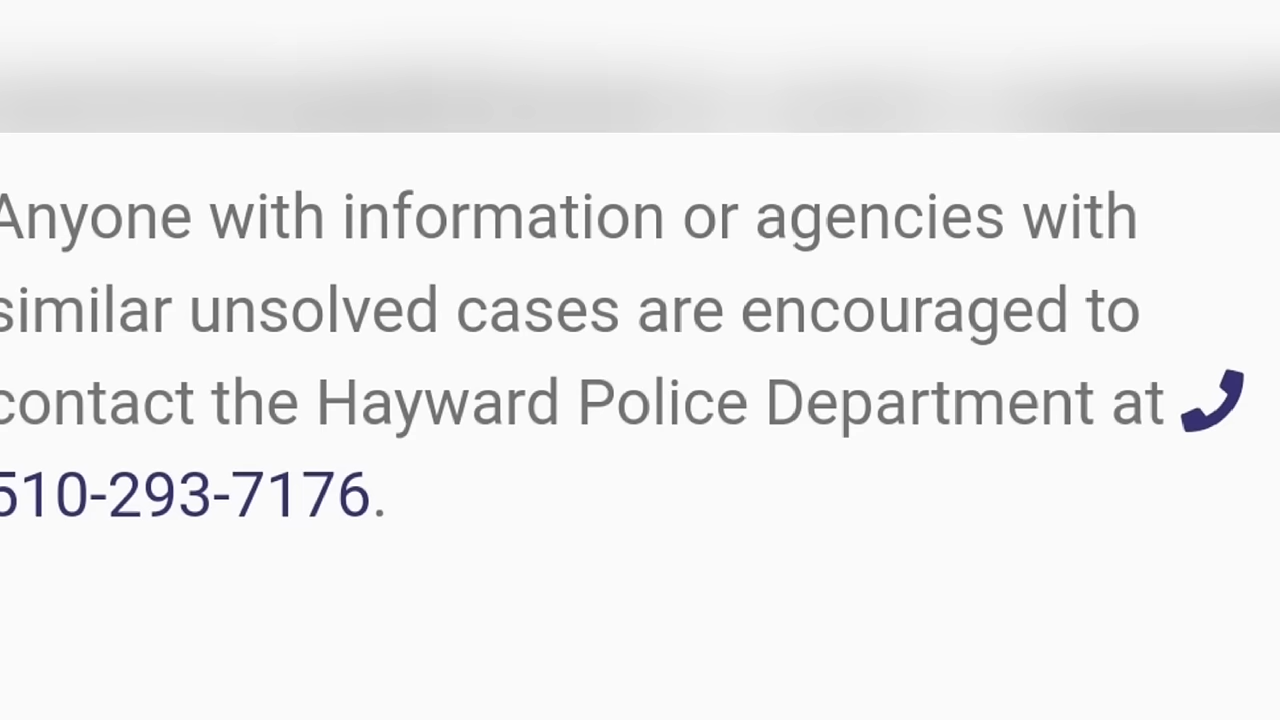 Anyone with information or agencies with
similar unsolved cases are encouraged to
contact the Hayward Police Department at
510-293-7176.